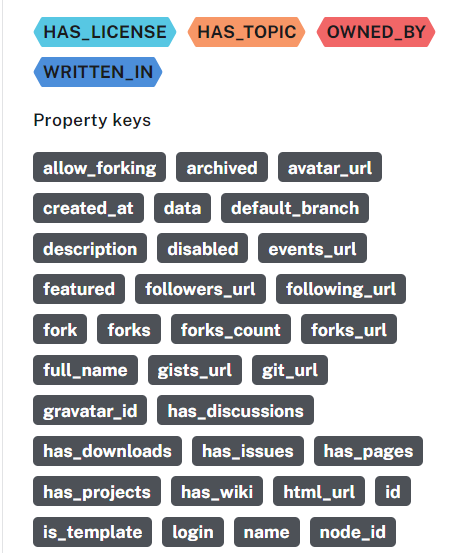 HAS_LICENSE HAS_TOPIC OWNED_BY
WRITTEN_IN
Property keys
allow_forking archived avatar_url
created_at data default_branch
description disabled events_url
featured followers_url following_url
fork forks forks_count forks_url
full_name gists_url git_url
gravatar_id has_discussions
has_downloads has_issues has_pages
has_projects has_wiki html_url id
is_template login name node_id